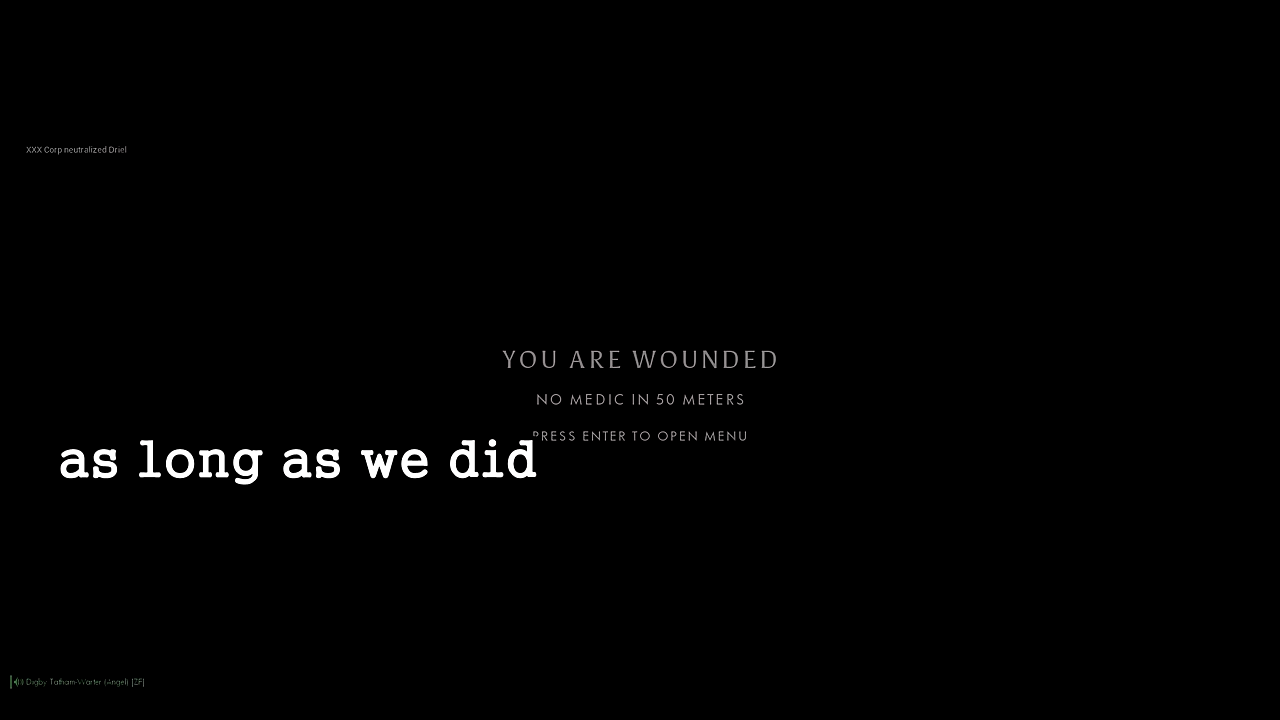 XXX Corp neutralized Driel
YOU ARE WOUNDED
NO MEDIC IN 50 METERS
PRESS ENTER TO OPEN MENU
as long as we did
Digby Tatham-Warter (Angel) [ZF]